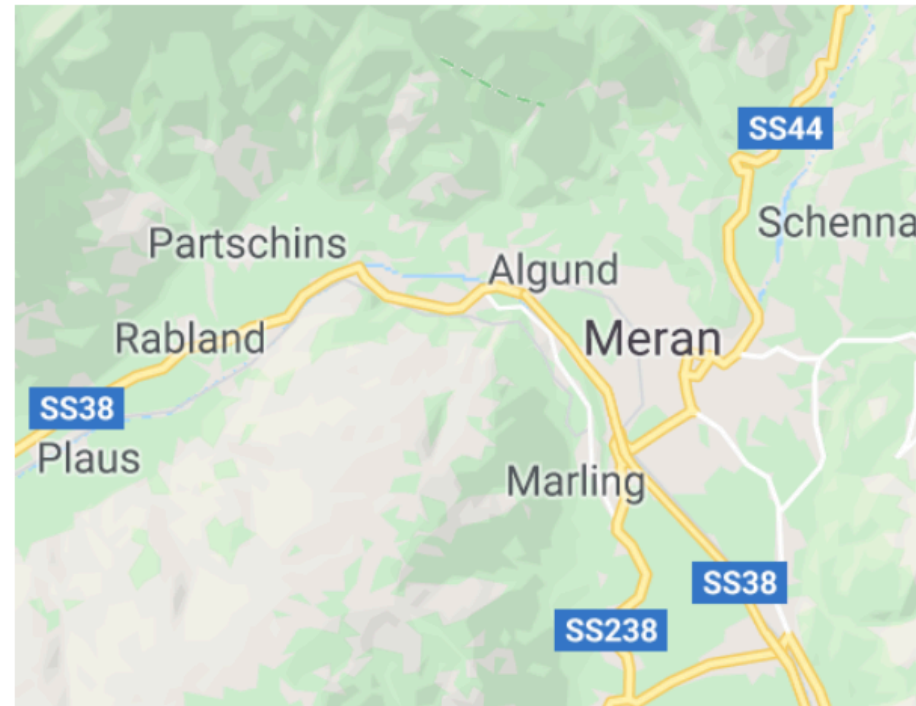 SS44
Schenna
Partschins
Algund
Rabland
Meran
SS38
Plaus
Marling
SS38
SS238